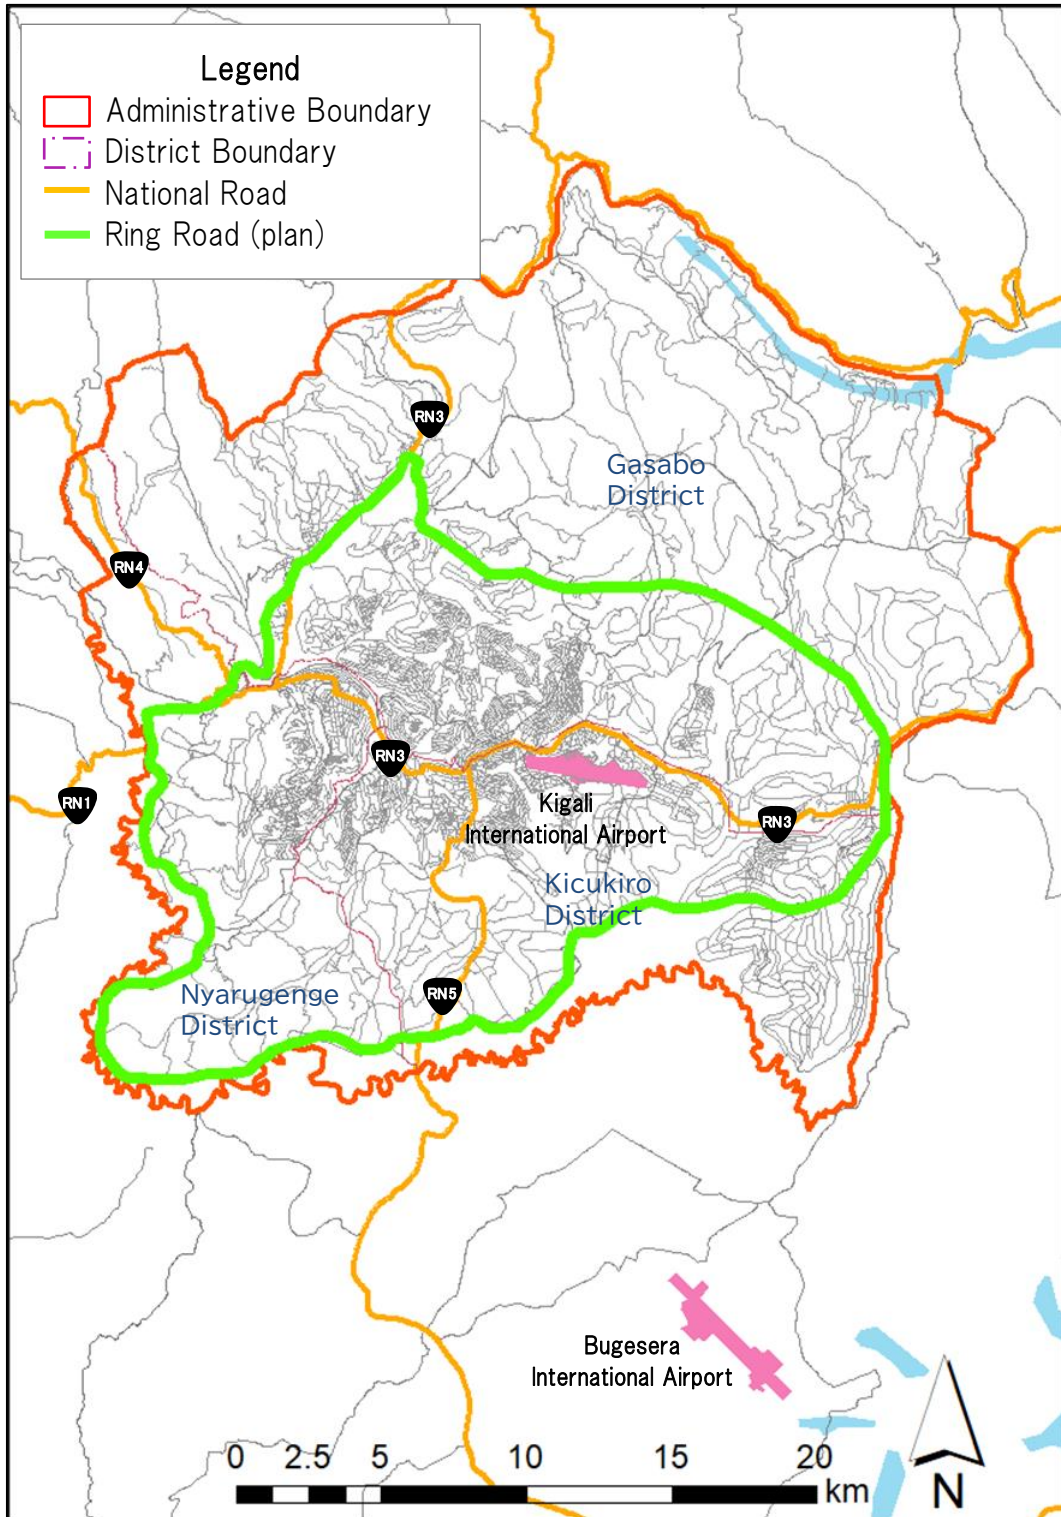 Legend
Administrative Boundary
District Boundary
National Road
Ring Road (plan)
RN3
Gasabo
District
RN4
RN3
Kigali
International Airport
RN1
RN3
Kicukiro
District
Nyarugenge
District
RN5
Bugesera
International Airport
0 2.5 5 10 15 20
km
N